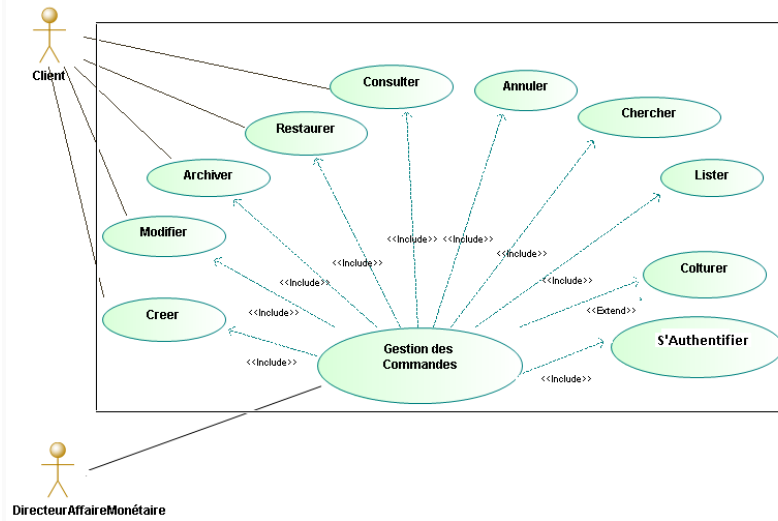 Client
Consulter
Annuler
Chercher
Restaurer
Archiver
Lister
Modifier
<<Include>>
<<Include>>
Colturer
<<Include>>
<<Include>>
<<Include>>
<<Extend>>
Creer
S'Authentifier
Gestion des
Commandes
<<Include>>
<<Include>>
<<Include>>
DirecteurAffaireMonétaire